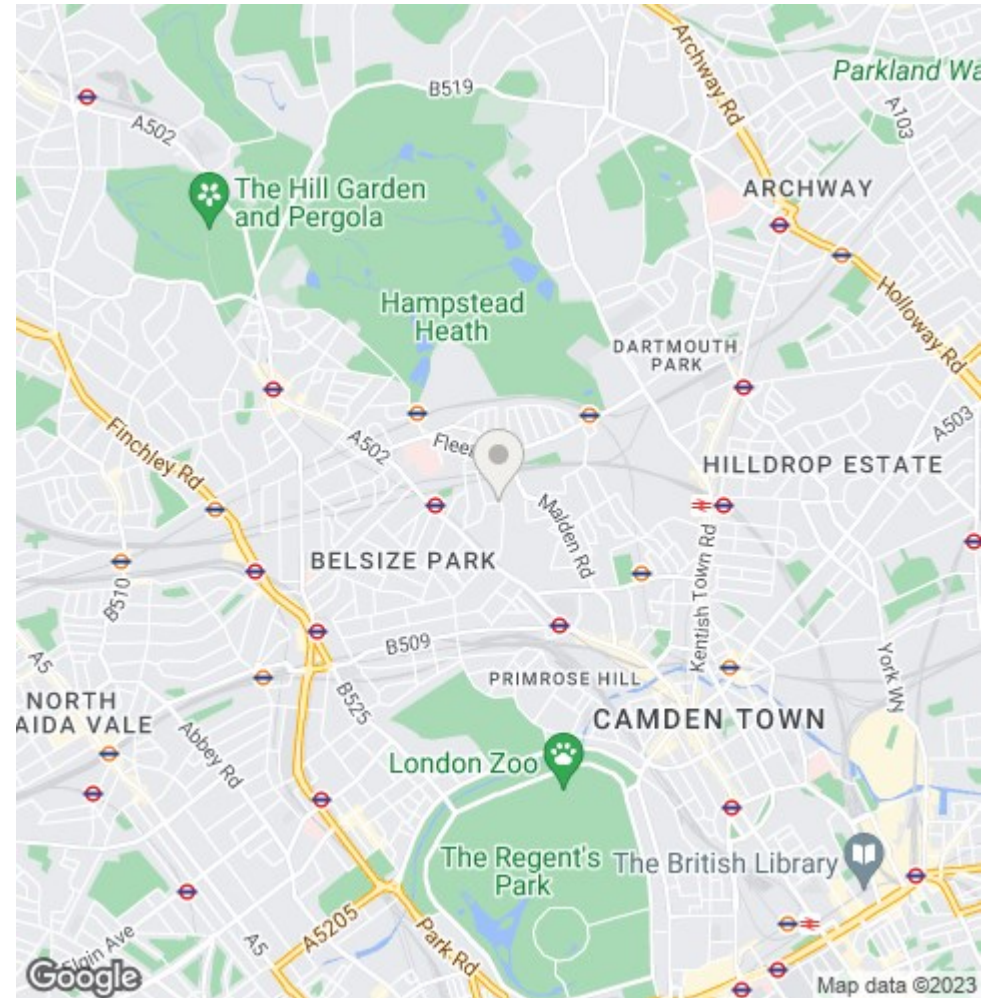 Archway Rd
Parkland Wa
B519
A502
A103
The Hill Garden
and Pergola
ARCHWAY
Hampstead
Heath
Holloway Rd
DARTMOUTH
PARK
Finchley Rd
A502
Flee
A503
HILLDROP ESTATE
Malden Rd
BELSIZE PARK
Kentish Town Rd
B510
B509
A5
PRIMROSE HILL
York Wy
NORTH
AIDA VALE
B525
CAMDEN TOWN
Abbey Rd
London Zoo
The Regent's
Park
The British Library
A5205
Elgin Ave
A5
Park Rd
Google
Map data ©2023